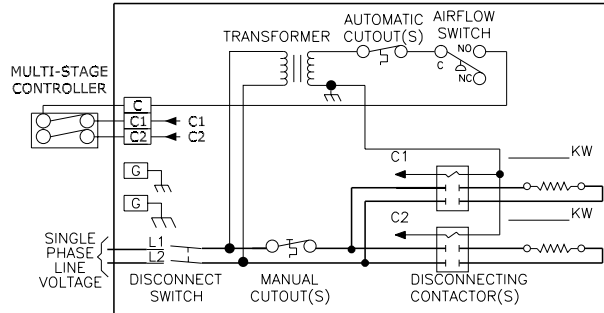 TRANSFORMER
AUTOMATIC
CUTOUT(S)
AIRFLOW
SWITCH
NO
C
NC
MULTI-STAGE
CONTROLLER
C
C1
C1
C2
C2
G
G
C1
KW
C2
KW
SINGLE
PHASE
LINE
VOLTAGE
L1
L2
DISCONNECT
SWITCH
MANUAL
CUTOUT(S)
DISCONNECTING
CONTACTOR(S)